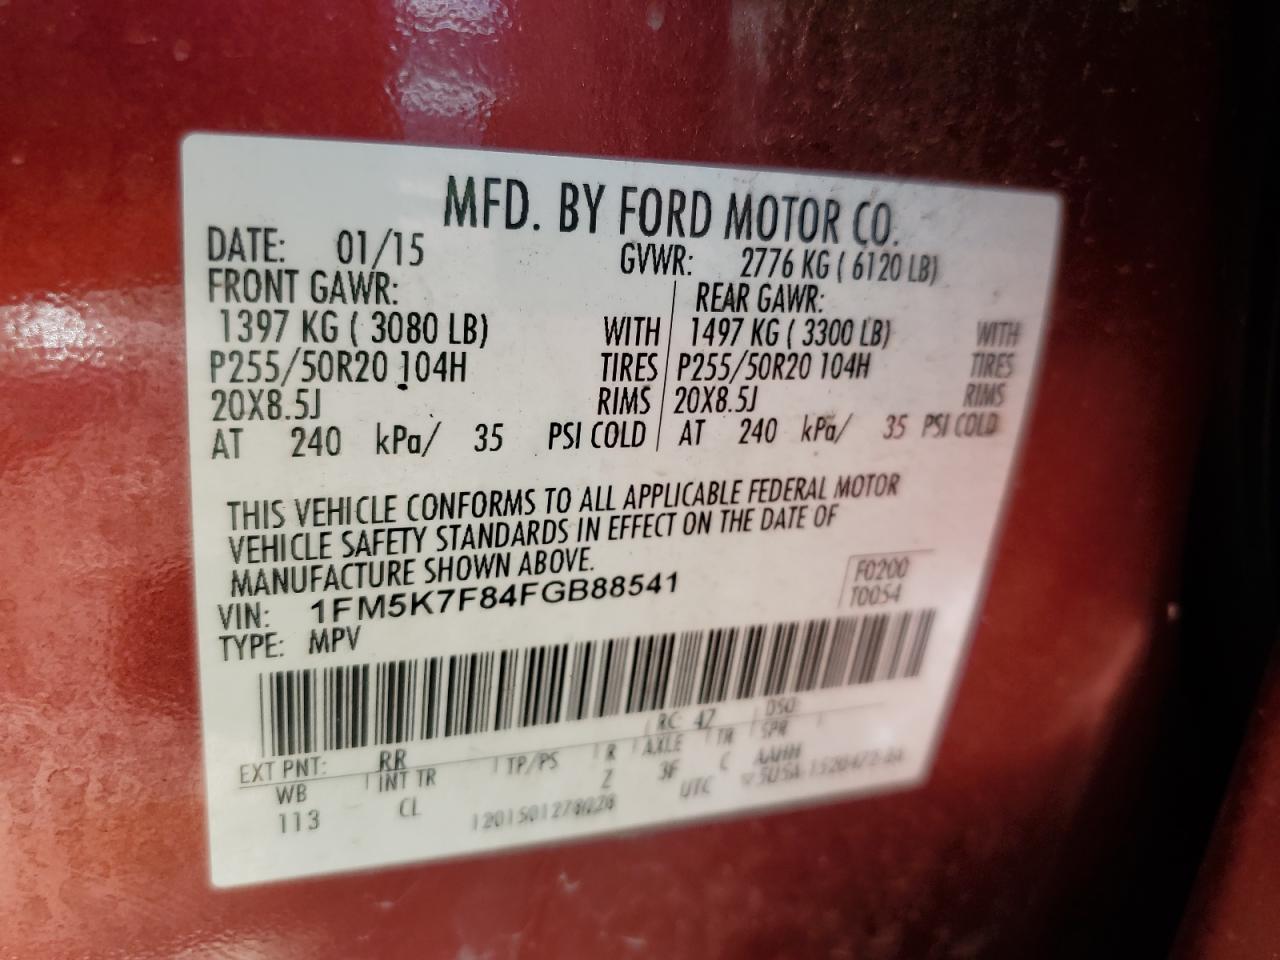 MFD. BY FORD MOTOR CO.
DATE: 01/15 GVWR: 2776 KG ( 6120 LB)
FRONT GAWR: REAR GAWR:
1397 KG ( 3080 LB) WITH 1497 KG ( 3300 LB) WITH
P255/50R20 104H TIRES P255/50R20 104H TIRES
20X8.5J RIMS 20X8.5J RIMS
AT 240 kPa/ 35 PSI COLD AT 240 kPa/ 35 PSI COLD
THIS VEHICLE CONFORMS TO ALL APPLICABLE FEDERAL MOTOR
VEHICLE SAFETY STANDARDS IN EFFECT ON THE DATE OF
MANUFACTURE SHOWN ABOVE.
F0200
VIN: 1FM5K7F84FGB88541 T0054
TYPE: MPV
EXT PNT: RR RC: 47 DSO:
WB INT TR TP/PS R AXLE TR SPR
113 CL Z 3F C AAHM
UTC